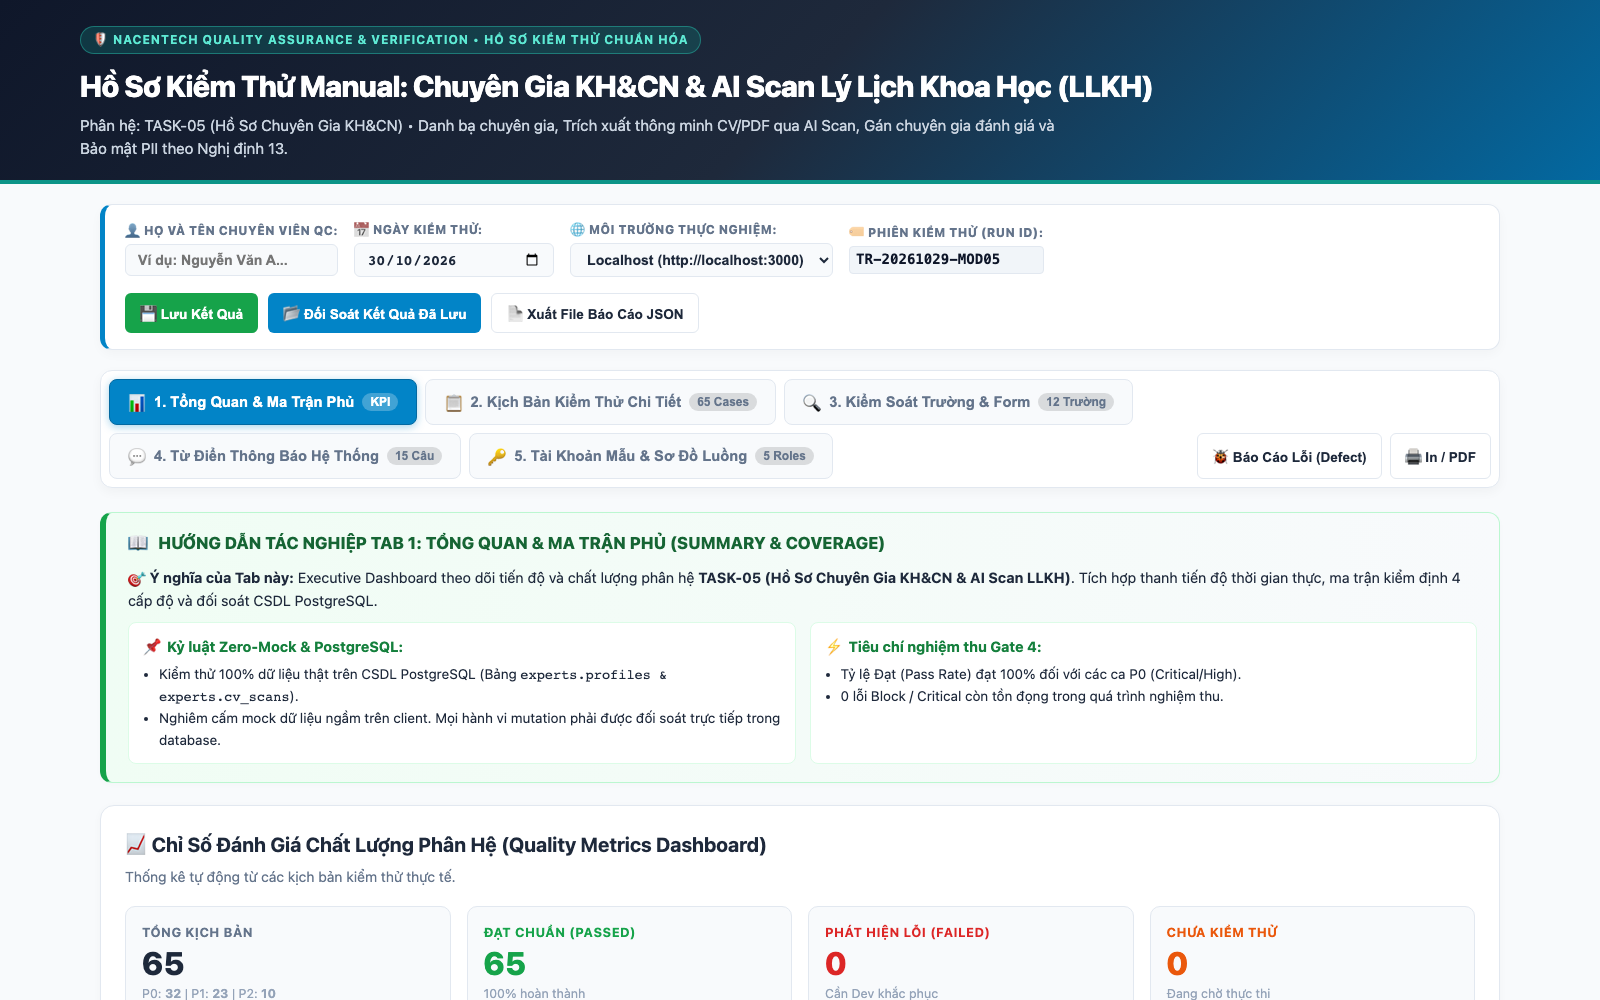 NACENTECH QUALITY ASSURANCE & VERIFICATION • HỒ SƠ KIỂM THỬ CHUẨN HÓA
Hồ Sơ Kiểm Thử Manual: Chuyên Gia KH&CN & AI Scan Lý Lịch Khoa Học (LLKH)
Phân hệ: TASK-05 (Hồ Sơ Chuyên Gia KH&CN) • Danh bạ chuyên gia, Trích xuất thông minh CV/PDF qua AI Scan, Gán chuyên gia đánh giá và
Bảo mật PII theo Nghị định 13.
HỌ VÀ TÊN CHUYÊN VIÊN QC:
NGÀY KIỂM THỬ:
MÔI TRƯỜNG THỰC NGHIỆM:
PHIÊN KIỂM THỬ (RUN ID):
Ví dụ: Nguyễn Văn A...
30/10/2026
Localhost (http://localhost:3000)
TR-20261029-MOD05
Lưu Kết Quả
Đối Soát Kết Quả Đã Lưu
Xuất File Báo Cáo JSON
1. Tổng Quan & Ma Trận Phủ KPI
2. Kịch Bản Kiểm Thử Chi Tiết 65 Cases
3. Kiểm Soát Trường & Form 12 Trường
4. Từ Điển Thông Báo Hệ Thống 15 Câu
5. Tài Khoản Mẫu & Sơ Đồ Luồng 5 Roles
Báo Cáo Lỗi (Defect)
In / PDF
HƯỚNG DẪN TÁC NGHIỆP TAB 1: TỔNG QUAN & MA TRẬN PHỦ (SUMMARY & COVERAGE)
Ý nghĩa của Tab này: Executive Dashboard theo dõi tiến độ và chất lượng phân hệ TASK-05 (Hồ Sơ Chuyên Gia KH&CN & AI Scan LLKH). Tích hợp thanh tiến độ thời gian thực, ma trận kiểm định 4
cấp độ và đối soát CSDL PostgreSQL.
Kỷ luật Zero-Mock & PostgreSQL:
• Kiểm thử 100% dữ liệu thật trên CSDL PostgreSQL (Bảng experts.profiles &
experts.cv_scans).
• Nghiêm cấm mock dữ liệu ngầm trên client. Mọi hành vi mutation phải được đối soát trực tiếp trong
database.
Tiêu chí nghiệm thu Gate 4:
• Tỷ lệ Đạt (Pass Rate) đạt 100% đối với các ca P0 (Critical/High).
• 0 lỗi Block / Critical còn tồn đọng trong quá trình nghiệm thu.
Chỉ Số Đánh Giá Chất Lượng Phân Hệ (Quality Metrics Dashboard)
Thống kê tự động từ các kịch bản kiểm thử thực tế.
TỔNG KỊCH BẢN
65
P0: 32 | P1: 23 | P2: 10
ĐẠT CHUẨN (PASSED)
65
100% hoàn thành
PHÁT HIỆN LỖI (FAILED)
0
Cần Dev khắc phục
CHƯA KIỂM THỬ
0
Đang chờ thực thi